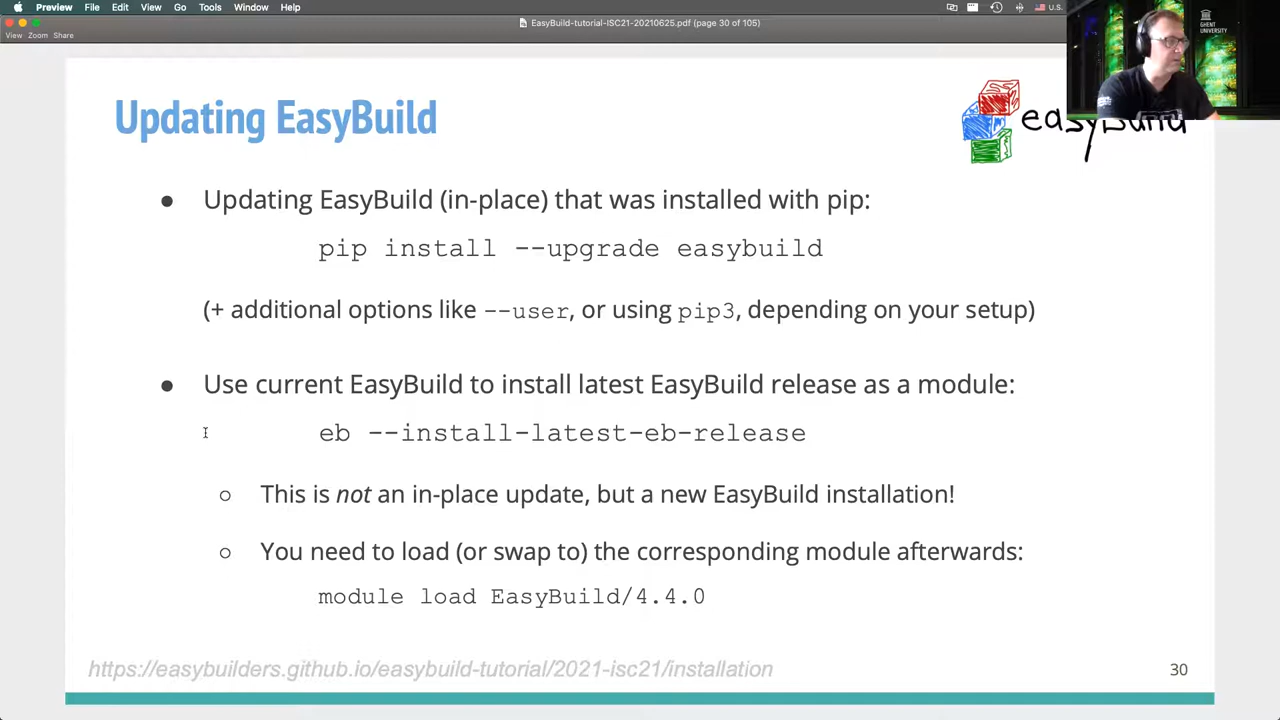 Preview File Edit View Go Tools Window Help
U.S.
EasyBuild-tutorial-ISC21-20210625.pdf (page 30 of 105)
View Zoom Share
GHENT
UNIVERSITY
Updating EasyBuild
easybuild
● Updating EasyBuild (in-place) that was installed with pip:
pip install --upgrade easybuild
(+ additional options like --user, or using pip3, depending on your setup)
● Use current EasyBuild to install latest EasyBuild release as a module:
eb --install-latest-eb-release
○ This is not an in-place update, but a new EasyBuild installation!
○ You need to load (or swap to) the corresponding module afterwards:
module load EasyBuild/4.4.0
https://easybuilders.github.io/easybuild-tutorial/2021-isc21/installation
30